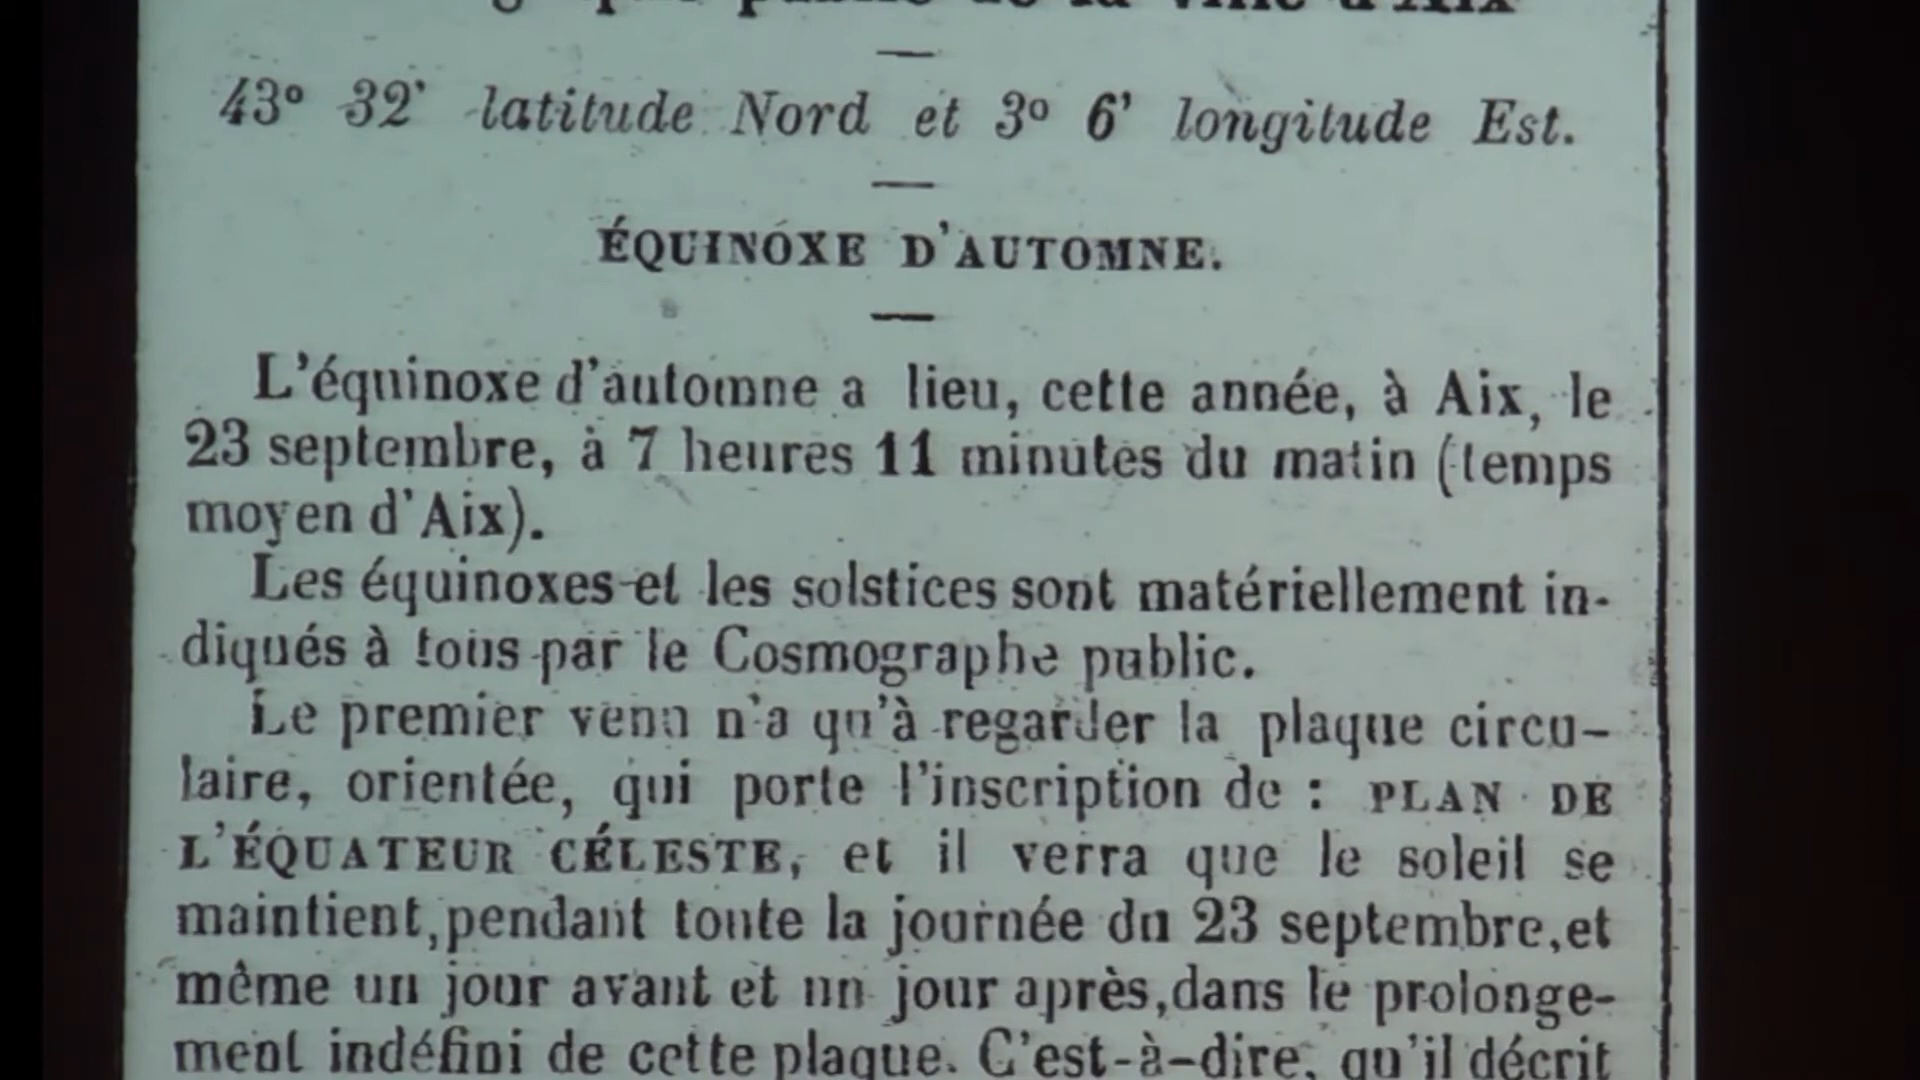 public de la ville d'Aix
43° 32' latitude Nord et 3° 6' longitude Est.
ÉQUINOXE D'AUTOMNE.
L'équinoxe d'automne a lieu, cette année, à Aix, le
23 septembre, à 7 heures 11 minutes du matin (temps
moyen d'Aix).
Les équinoxes et les solstices sont matériellement in-
diqués à tous par le Cosmographe public.
Le premier venu n'a qu'à regarder la plaque circu-
laire, orientée, qui porte l'inscription de : PLAN DE
L'ÉQUATEUR CÉLESTE, et il verra que le soleil se
maintient, pendant toute la journée du 23 septembre, et
même un jour avant et un jour après, dans le prolonge-
ment indéfini de cette plaque. C'est-à-dire, qu'il décrit